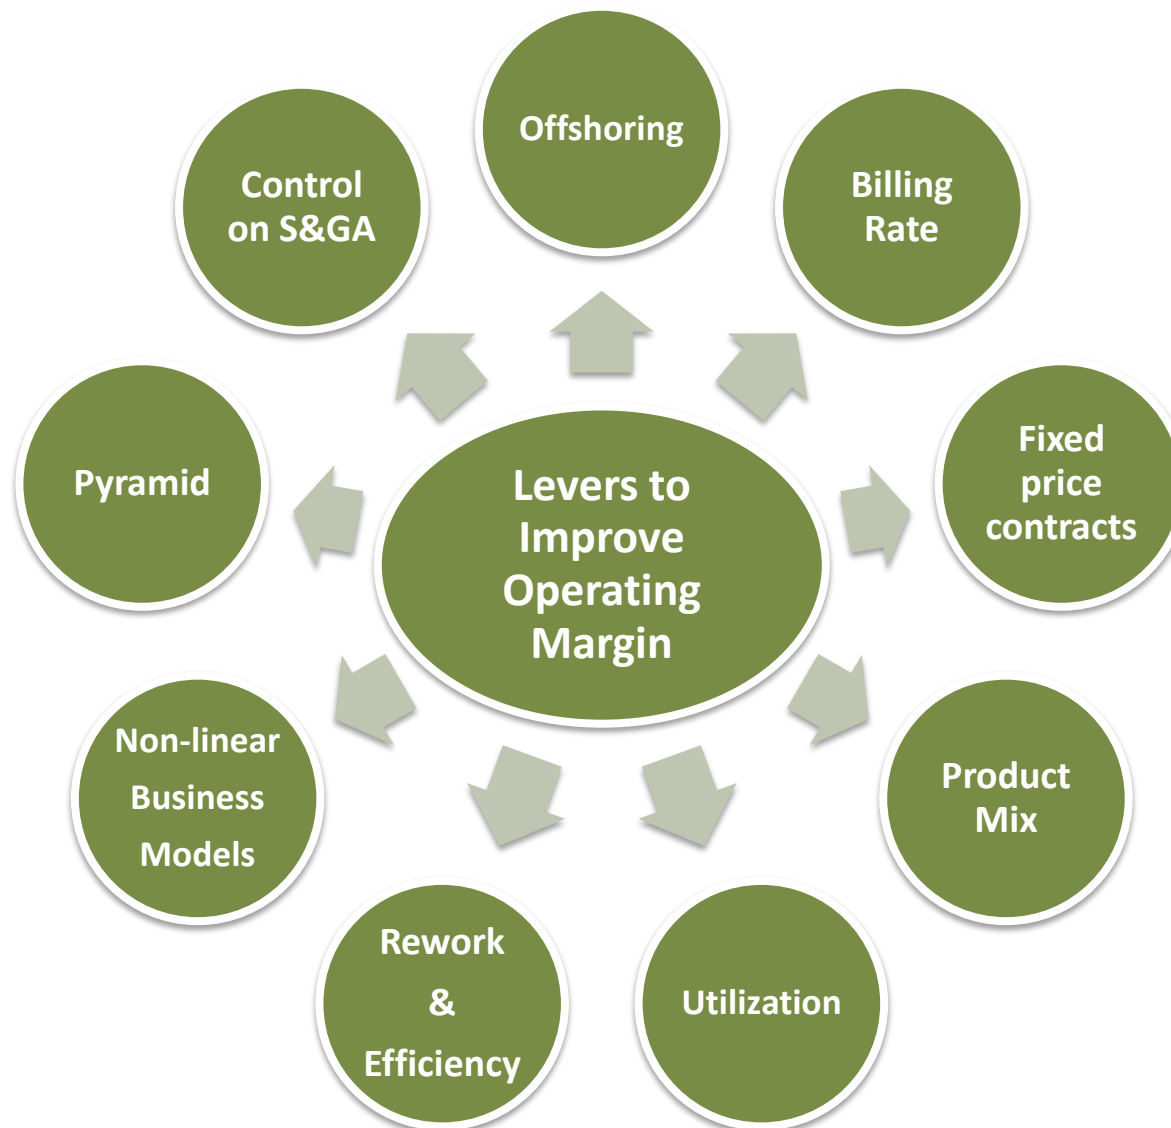 Offshoring
Control
on S&GA
Billing
Rate
Pyramid
Levers to
Improve
Operating
Margin
Fixed
price
contracts
Non-linear
Business
Models
Product
Mix
Rework
&
Efficiency
Utilization